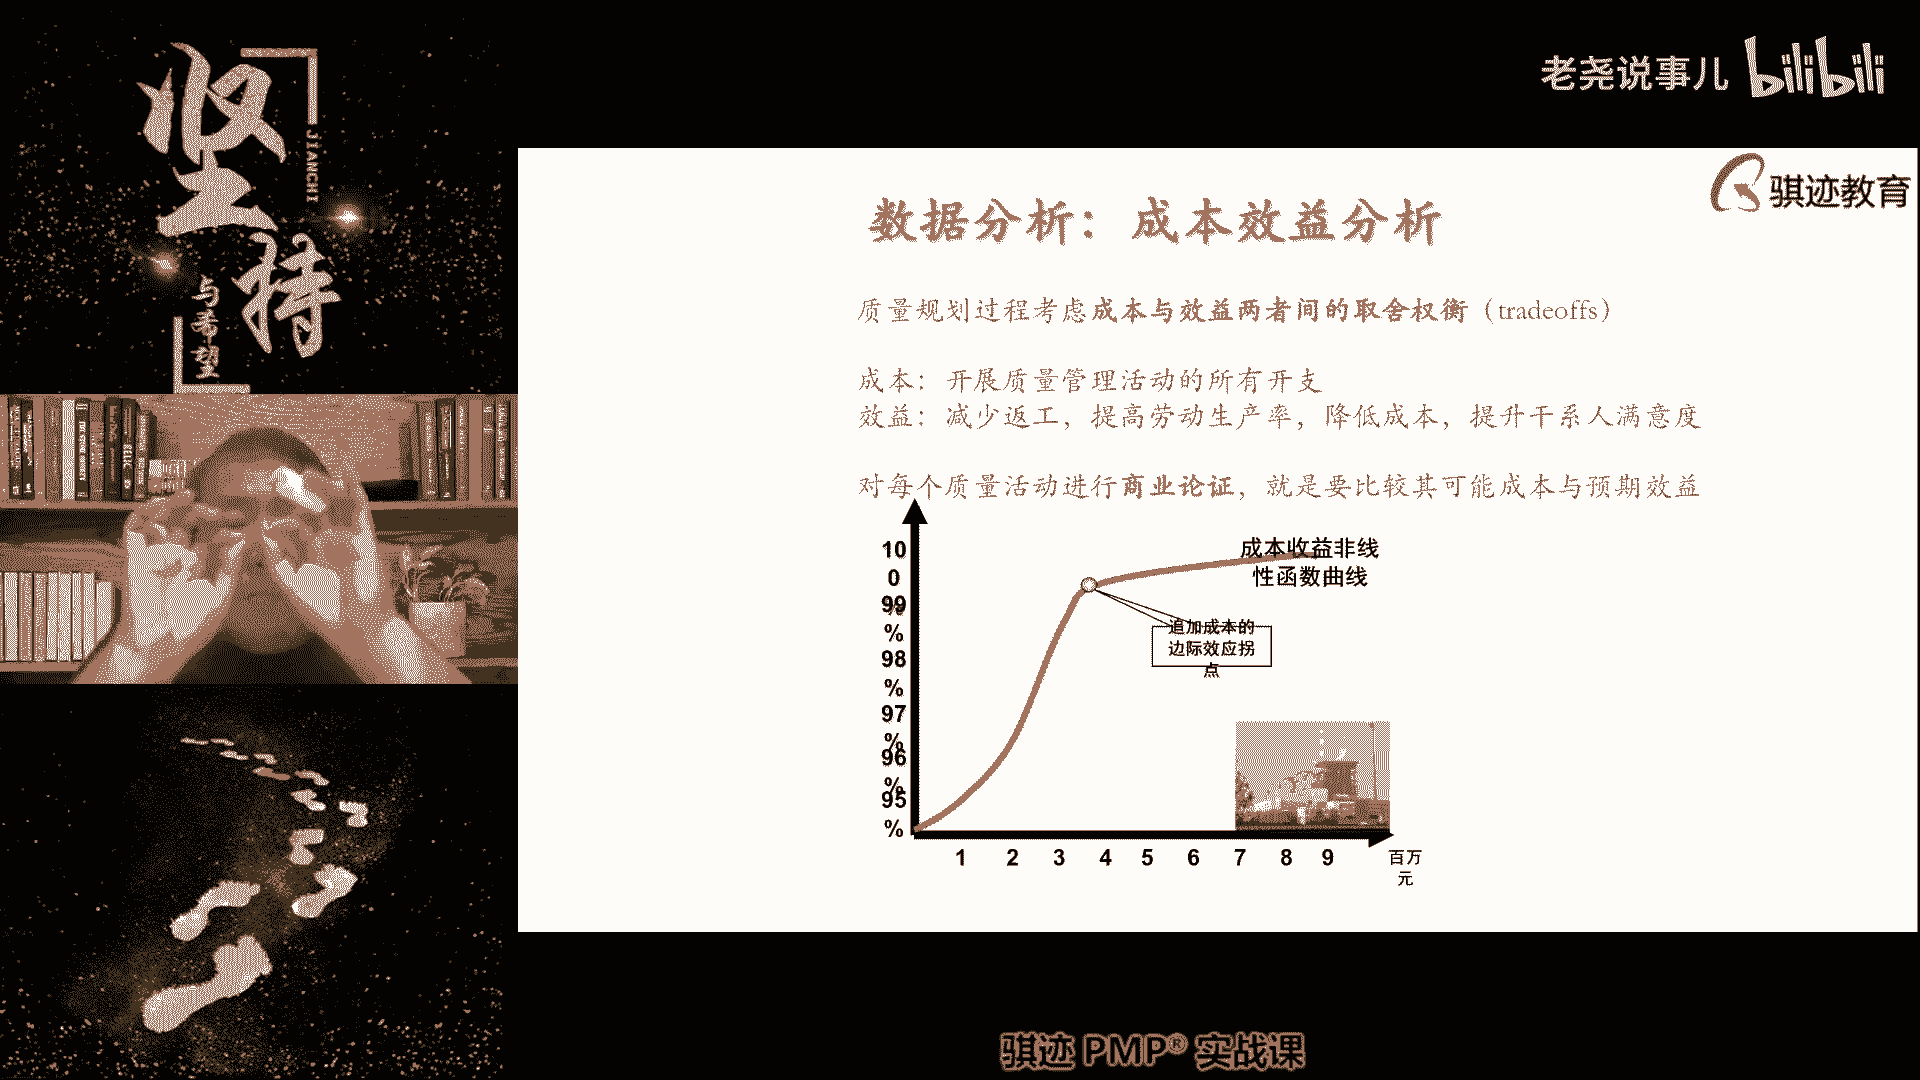 坚持
JIANCHI
与希望
老尧说事儿 bilibili
骐迹教育
数据分析：成本效益分析
质量规划过程考虑成本与效益两者间的取舍权衡（tradeoffs）
成本：开展质量管理活动的所有开支
效益：减少返工，提高劳动生产率，降低成本，提升干系人满意度
对每个质量活动进行商业论证，就是要比较其可能成本与预期效益
成本收益非线
性函数曲线
追加成本的
边际效应拐
点
10
0
%
99
%
98
%
97
%
96
%
95
%
1 2 3 4 5 6 7 8 9 百万
元
骐迹 PMP® 实战课